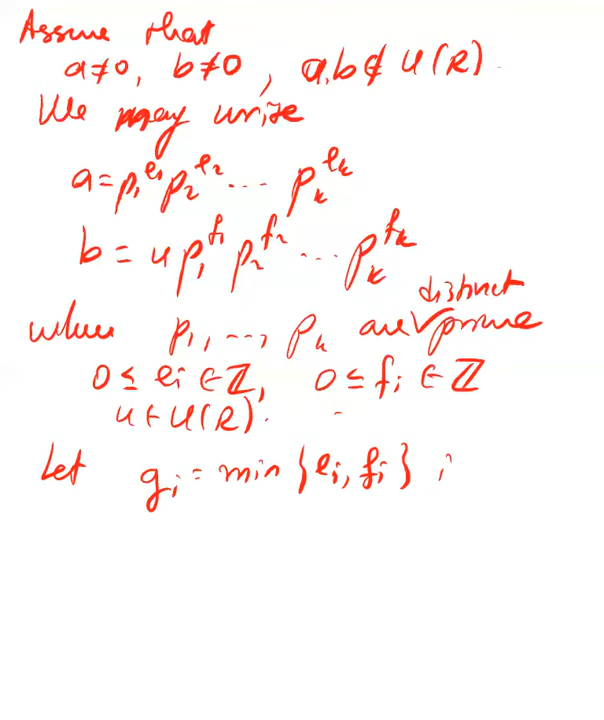 Assume that
a≠0, b≠0, a,b∉U(R)
We may write
a = p₁^{e₁} p₂^{e₂} ... p_k^{e_k}
b = u p₁^{f₁} p₂^{f₂} ... p_k^{f_k}
distinct
where p₁, ..., p_k are ∨ prime
0 ≤ eᵢ ∈ ℤ, 0 ≤ fᵢ ∈ ℤ
u ∈ U(R).
Let gᵢ = min {eᵢ, fᵢ}